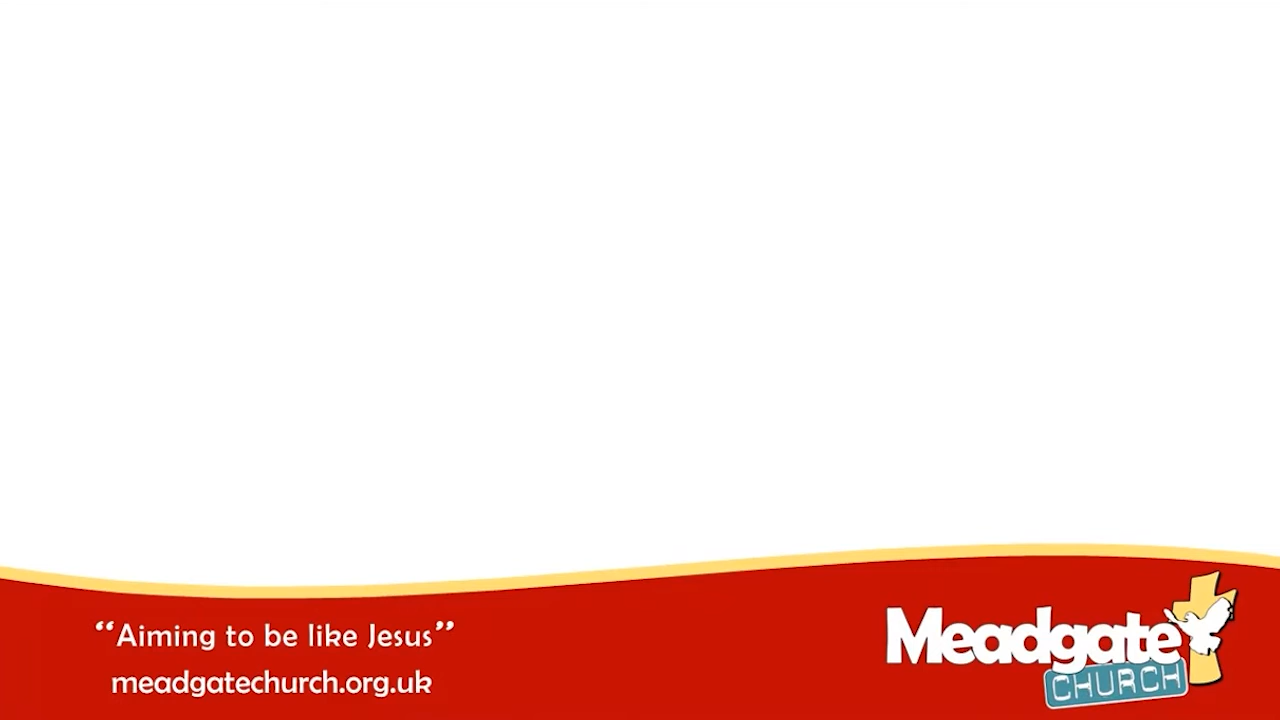 “Aiming to be like Jesus”
meadgatechurch.org.uk
Meadgate
CHURCH